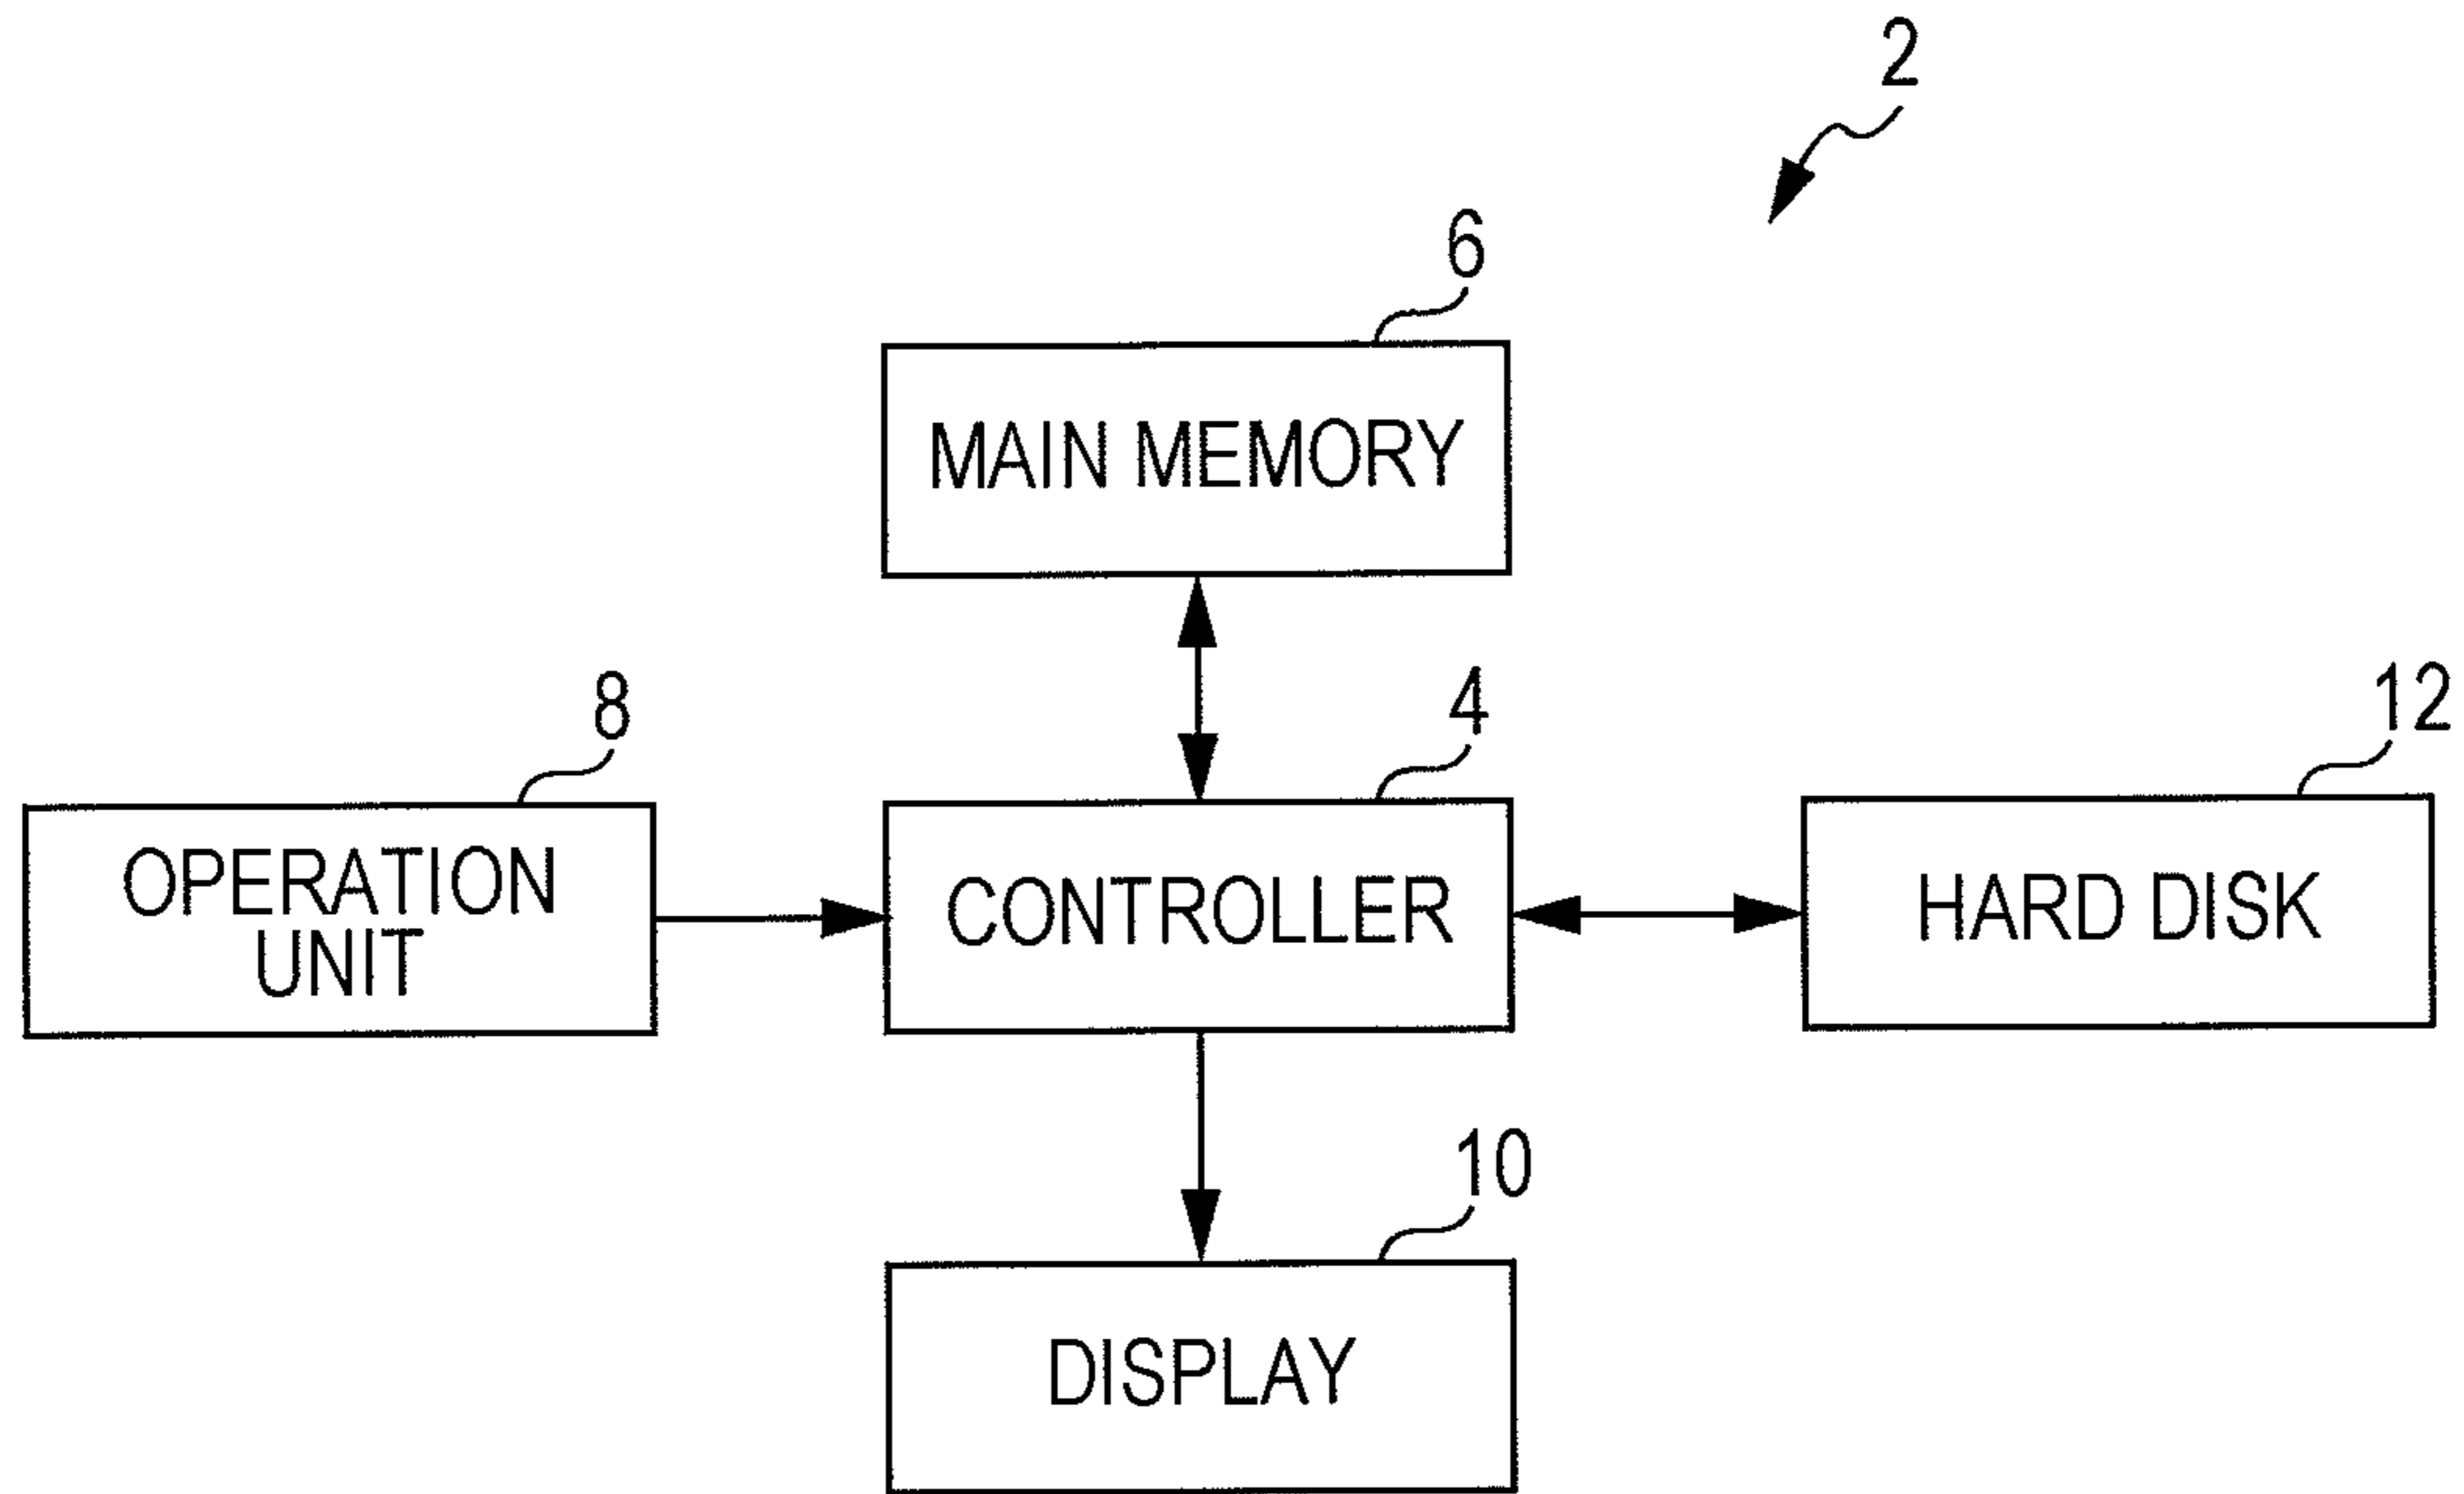 2
6
MAIN MEMORY
8
4
12
OPERATION
UNIT
CONTROLLER
HARD DISK
10
DISPLAY